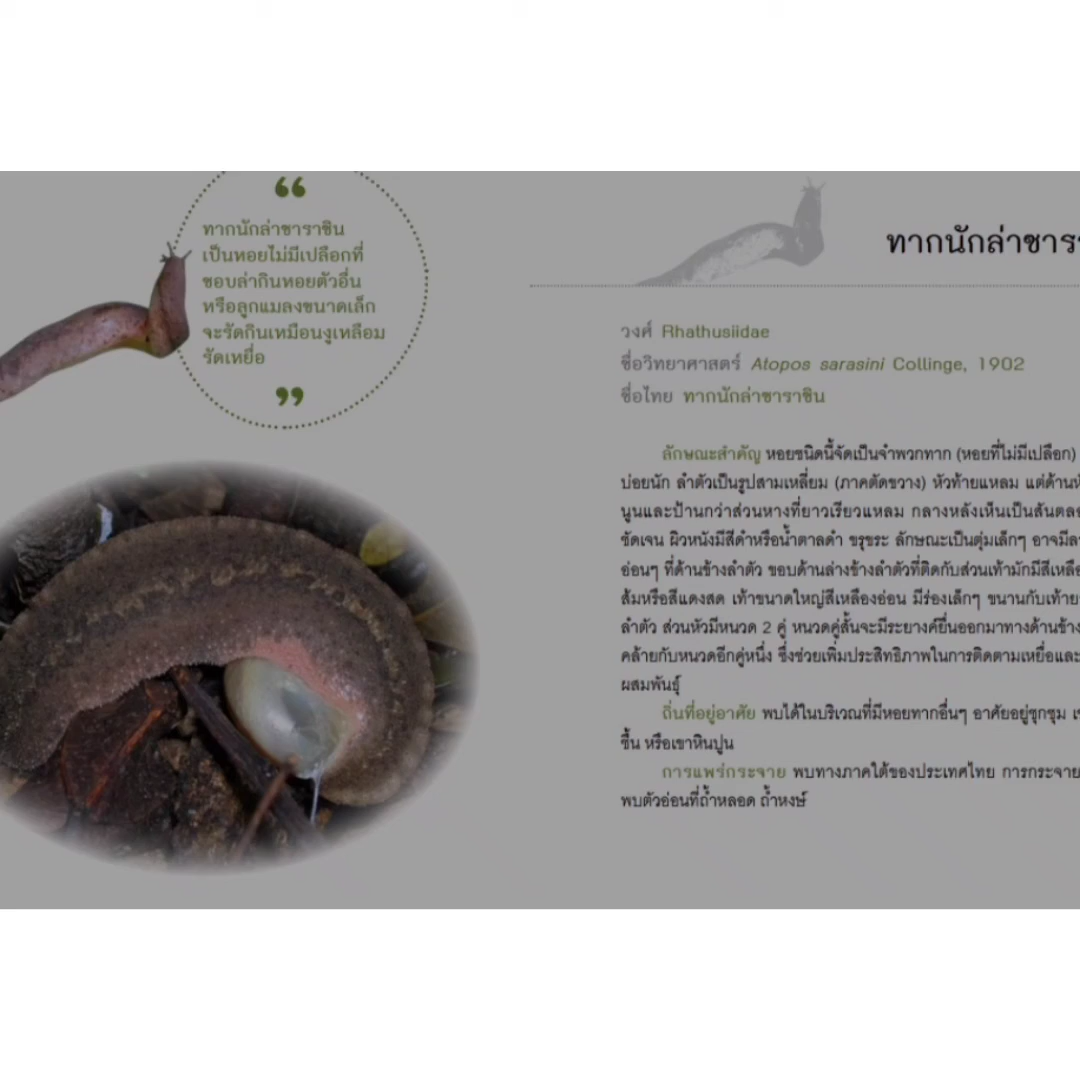 “
ทากนักล่าซาราซิน
เป็นหอยไม่มีเปลือกที่
ชอบล่ากินหอยตัวอื่น
หรือลูกแมลงขนาดเล็ก
จะรัดกินเหมือนงูเหลือม
รัดเหยื่อ
”
ทากนักล่าซารา
วงศ์ Rhathusiidae
ชื่อวิทยาศาสตร์ Atopos sarasini Collinge, 1902
ชื่อไทย ทากนักล่าซาราซิน
ลักษณะสำคัญ หอยชนิดนี้จัดเป็นจำพวกทาก (หอยที่ไม่มีเปลือก)
บ่อยนัก ลำตัวเป็นรูปสามเหลี่ยม (ภาคตัดขวาง) หัวท้ายแหลม แต่ด้าน
นูนและป้านกว่าส่วนหางที่ยาวเรียวแหลม กลางหลังเห็นเป็นสันตลอ
ชัดเจน ผิวหนังมีสีดำหรือน้ำตาลดำ ขรุขระ ลักษณะเป็นตุ่มเล็กๆ อาจมี
อ่อนๆ ที่ด้านข้างลำตัว ขอบด้านล่างข้างลำตัวที่ติดกับส่วนเท้ามักมีสีเหลือ
ส้มหรือสีแดงสด เท้าขนาดใหญ่สีเหลืองอ่อน มีร่องเล็กๆ ขนานกับเท้าย
ลำตัว ส่วนหัวมีหนวด 2 คู่ หนวดคู่สั้นจะมีระยางค์ยื่นออกมาทางด้านข้าง
คล้ายกับหนวดอีกคู่หนึ่ง ซึ่งช่วยเพิ่มประสิทธิภาพในการติดตามเหยื่อและ
ผสมพันธุ์
ถิ่นที่อยู่อาศัย พบได้ในบริเวณที่มีหอยทากอื่นๆ อาศัยอยู่ชุกชุม
ชื้น หรือเขาหินปูน
การแพร่กระจาย พบทางภาคใต้ของประเทศไทย การกระจาย
พบตัวอ่อนที่ถ้ำหลอด ถ้ำหงษ์